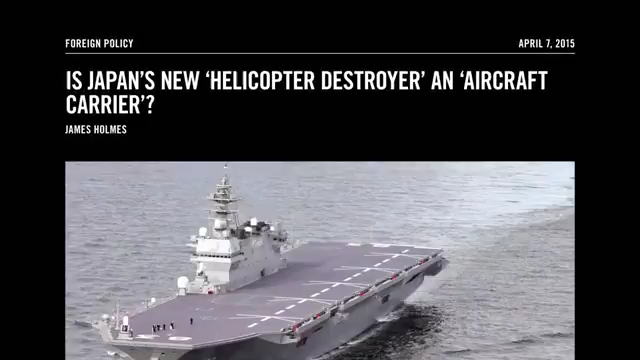 FOREIGN POLICY
APRIL 7, 2015
IS JAPAN'S NEW ‘HELICOPTER DESTROYER’ AN ‘AIRCRAFT
CARRIER’?
JAMES HOLMES